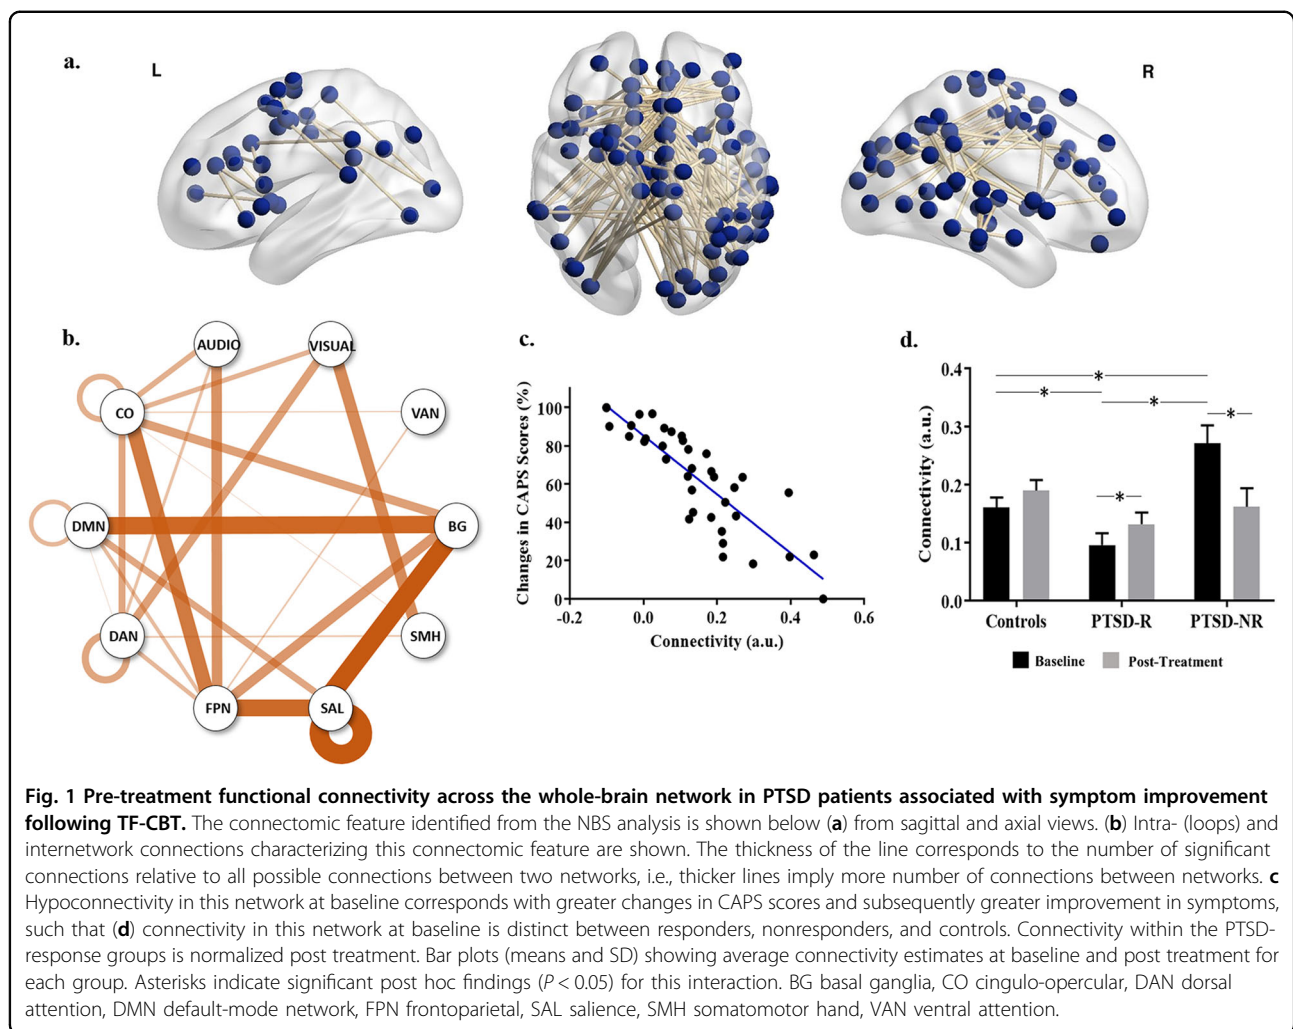 a.
L
R
b.
AUDIO
VISUAL
CO
VAN
DMN
BG
DAN
SMH
FPN
SAL
c.
Changes in CAPS Scores (%)
100
80
60
40
20
0
-0.2
0.0
0.2
0.4
0.6
Connectivity (a.u.)
d.
Connectivity (a.u.)
0.4
0.3
0.2
0.1
0.0
*
*
*
*
*
Controls
PTSD-R
PTSD-NR
Baseline
Post-Treatment
Fig. 1 Pre-treatment functional connectivity across the whole-brain network in PTSD patients associated with symptom improvement
following TF-CBT. The connectomic feature identified from the NBS analysis is shown below (a) from sagittal and axial views. (b) Intra- (loops) and
internetwork connections characterizing this connectomic feature are shown. The thickness of the line corresponds to the number of significant
connections relative to all possible connections between two networks, i.e., thicker lines imply more number of connections between networks. c
Hypoconnectivity in this network at baseline corresponds with greater changes in CAPS scores and subsequently greater improvement in symptoms,
such that (d) connectivity in this network at baseline is distinct between responders, nonresponders, and controls. Connectivity within the PTSD-
response groups is normalized post treatment. Bar plots (means and SD) showing average connectivity estimates at baseline and post treatment for
each group. Asterisks indicate significant post hoc findings (P < 0.05) for this interaction. BG basal ganglia, CO cingulo-opercular, DAN dorsal
attention, DMN default-mode network, FPN frontoparietal, SAL salience, SMH somatomotor hand, VAN ventral attention.